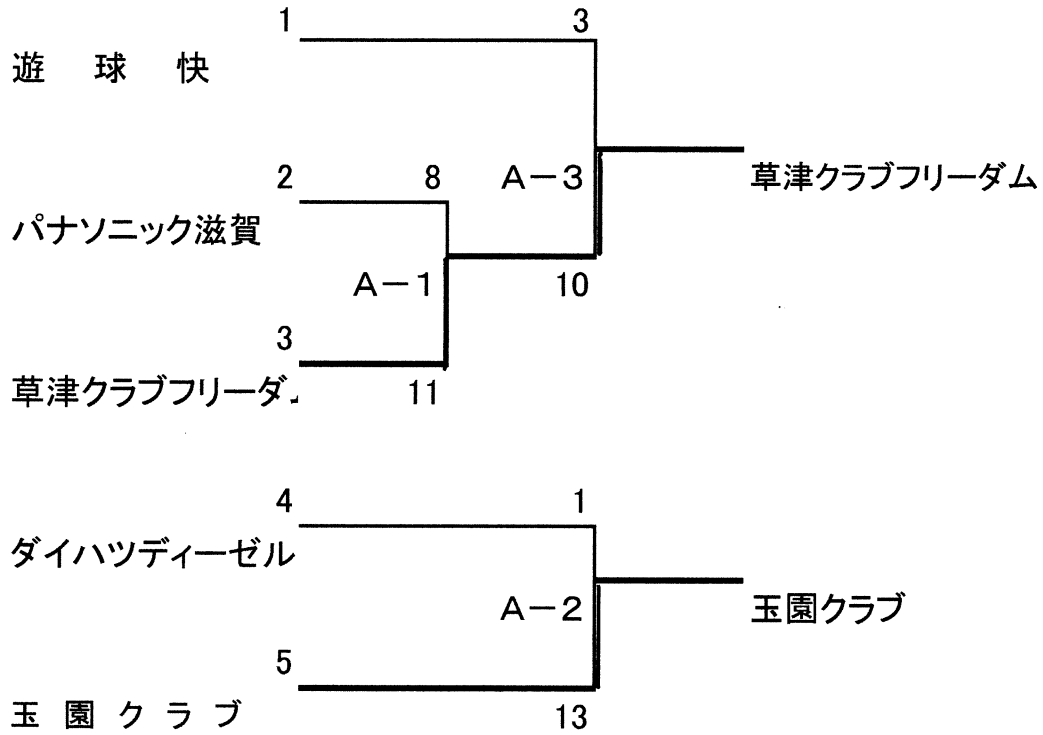 1 3
遊球快
2 8 A-3 草津クラブフリーダム
パナソニック滋賀
A-1 10
3
草津クラブフリーダ
11
4 1
ダイハツディーゼル
A-2 玉園クラブ
5
玉園クラブ
13